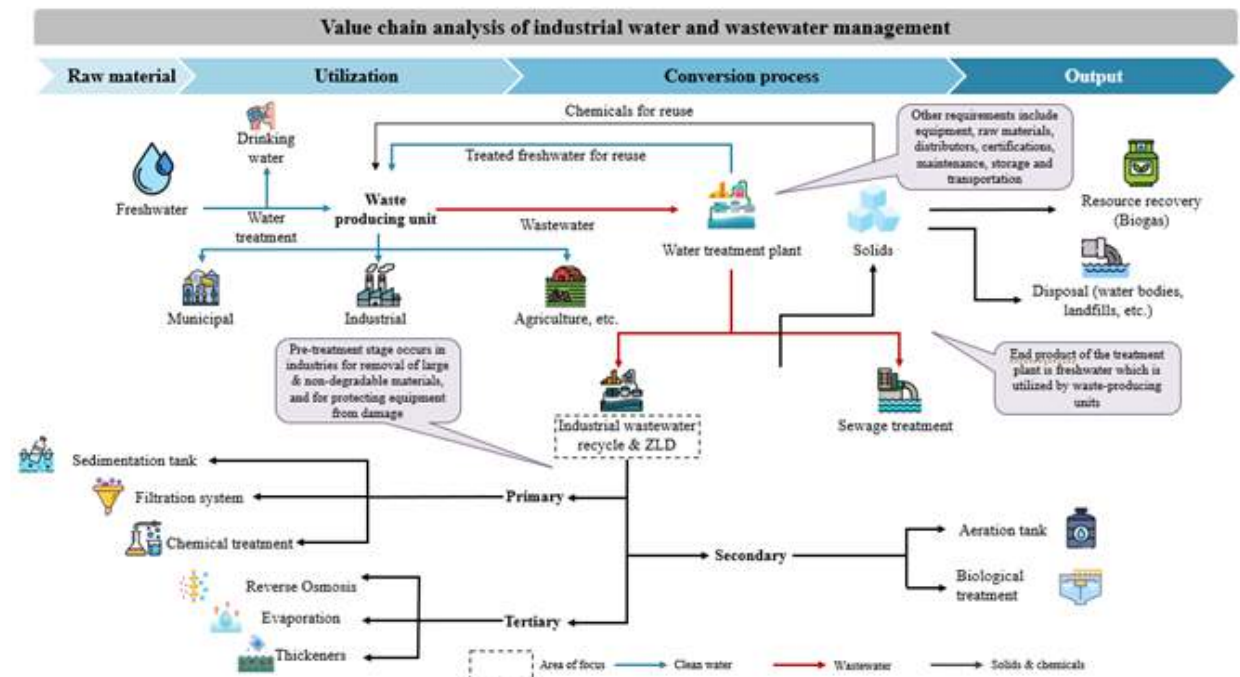 Value chain analysis of industrial water and wastewater management
Raw material
Utilization
Conversion process
Output
Chemicals for reuse
Drinking
water
Treated freshwater for reuse
Other requirements include
equipment, raw materials,
distributors, certifications,
maintenance, storage and
transportation
Freshwater
Water
treatment
Waste
producing unit
Wastewater
Water treatment plant
Solids
Resource recovery
(Biogas)
Disposal (water bodies,
landfills, etc.)
Municipal
Industrial
Agriculture, etc.
Pre-treatment stage occurs in
industries for removal of large
& non-degradable materials,
and for protecting equipment
from damage
End product of the treatment
plant is freshwater which is
utilized by waste-producing
units
Industrial wastewater
recycle & ZLD
Sewage treatment
Sedimentation tank
Filtration system
Chemical treatment
Primary
Secondary
Aeration tank
Biological
treatment
Reverse Osmosis
Evaporation
Thickeners
Tertiary
Area of focus
Clean water
Wastewater
Solids & chemicals